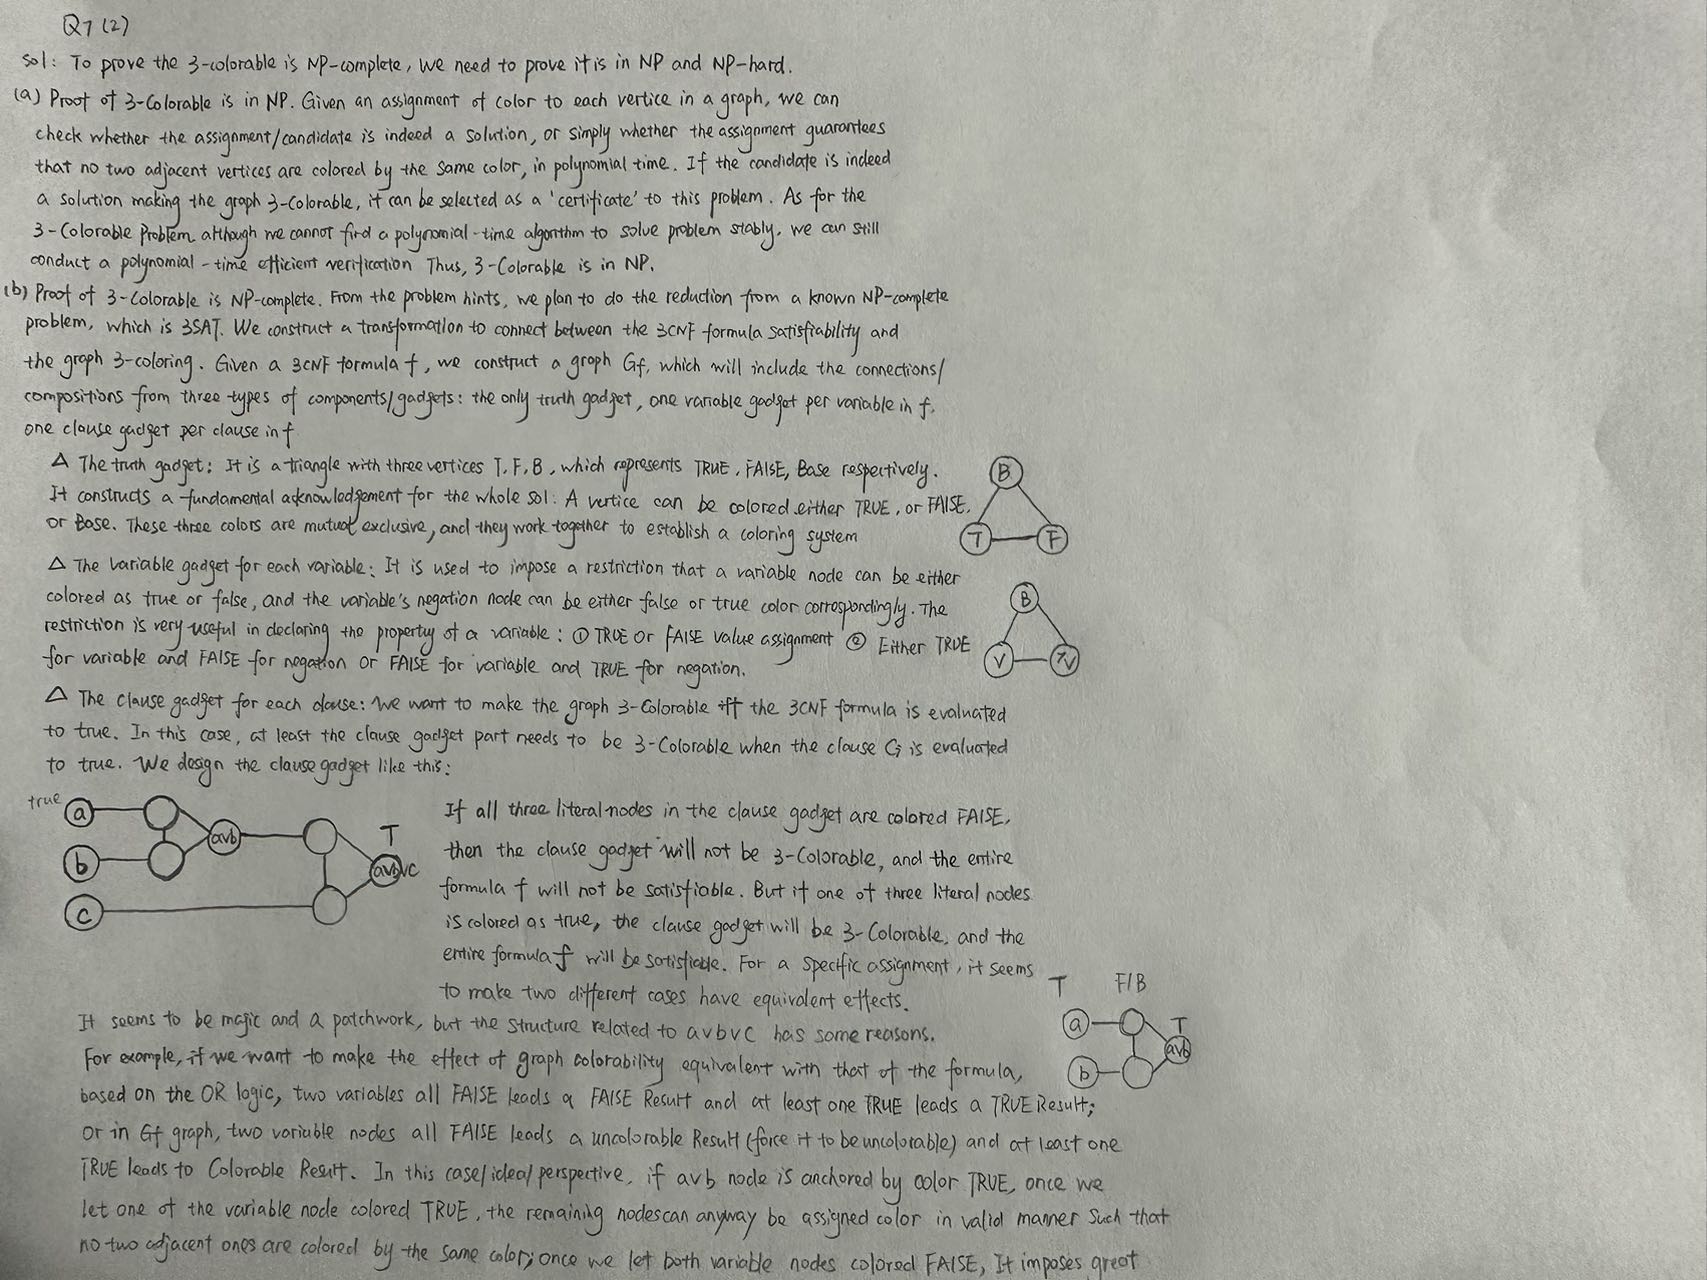 Q7 (2)
Sol: To prove the 3-colorable is NP-complete, we need to prove it is in NP and NP-hard.
(a) Proof of 3-Colorable is in NP. Given an assignment of color to each vertice in a graph, we can
check whether the assignment/candidate is indeed a solution, or simply whether the assignment guarantees
that no two adjacent vertices are colored by the same color, in polynomial time. If the candidate is indeed
a solution making the graph 3-Colorable, it can be selected as a 'certificate' to this problem. As for the
3-Colorable Problem, although we cannot find a polynomial-time algorithm to solve problem stably, we can still
conduct a polynomial-time efficient verification Thus, 3-Colorable is in NP.
(b) Proof of 3-Colorable is NP-complete. From the problem hints, we plan to do the reduction from a known NP-complete
problem, which is 3SAT. We construct a transformation to connect between the 3CNF formula satisfiability and
the graph 3-coloring. Given a 3CNF formula f, we construct a graph Gf, which will include the connections/
compositions from three types of components/gadgets: the only truth gadget, one variable gadget per variable in f,
one clause gadget per clause in f
△ The truth gadget: It is a triangle with three vertices T, F, B, which represents TRUE, FAlSE, Base respectively.
It constructs a fundamental acknowledgement for the whole sol: A vertice can be colored either TRUE, or FAlSE,
or Base. These three colors are mutual exclusive, and they work together to establish a coloring system
B
T F
△ The variable gadget for each variable: It is used to impose a restriction that a variable node can be either
colored as true or false, and the variable's negation node can be either false or true color correspondingly. The
restriction is very useful in declaring the property of a variable: ① TRUE or FAlSE value assignment ② Either TRUE
for variable and FAlSE for negation or FAlSE for variable and TRUE for negation.
B
V ¬V
△ The clause gadget for each clause: We want to make the graph 3-Colorable iff the 3CNF formula is evaluated
to true. In this case, at least the clause gadget part needs to be 3-Colorable when the clause Ci is evaluated
to true. We design the clause gadget like this:
true a
b
c
a∨b
T
a∨b∨c
If all three literal nodes in the clause gadget are colored FAlSE,
then the clause gadget will not be 3-Colorable, and the entire
formula f will not be satisfiable. But if one of three literal nodes
is colored as true, the clause gadget will be 3-Colorable, and the
entire formula f will be satisfiable. For a specific assignment, it seems
to make two different cases have equivalent effects.
It seems to be magic and a patchwork, but the structure related to a∨b∨c has some reasons.
For example, if we want to make the effect of graph colorability equivalent with that of the formula,
based on the OR logic, two variables all FAlSE leads a FAlSE Result and at least one TRUE leads a TRUE Result;
or in Gf graph, two variable nodes all FAlSE leads a uncolorable Result (force it to be uncolorable) and at least one
TRUE leads to Colorable Result. In this case/idea/perspective, if a∨b node is anchored by color TRUE, once we
let one of the variable node colored TRUE, the remaining nodes can anyway be assigned color in valid manner such that
no two adjacent ones are colored by the same color; once we let both variable nodes colored FAlSE, It imposes great
T F/B
a T
b a∨b